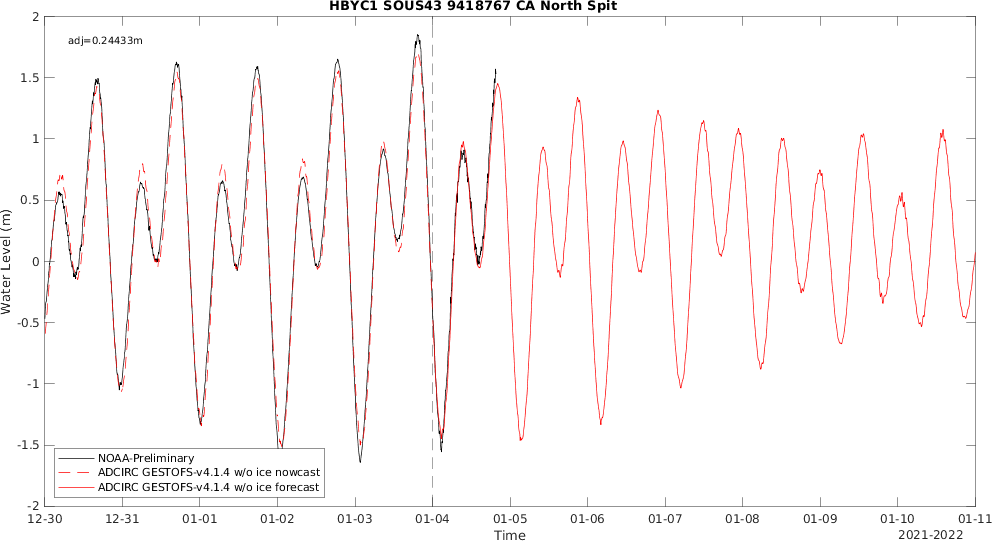 HBYC1 SOUS43 9418767 CA North Spit
adj=0.24433m
2
1.5
1
0.5
0
-0.5
-1
-1.5
-2
Water Level (m)
NOAA-Preliminary
ADCIRC GESTOFS-v4.1.4 w/o ice nowcast
ADCIRC GESTOFS-v4.1.4 w/o ice forecast
12-30 12-31 01-01 01-02 01-03 01-04 01-05 01-06 01-07 01-08 01-09 01-10 01-11
Time
2021-2022